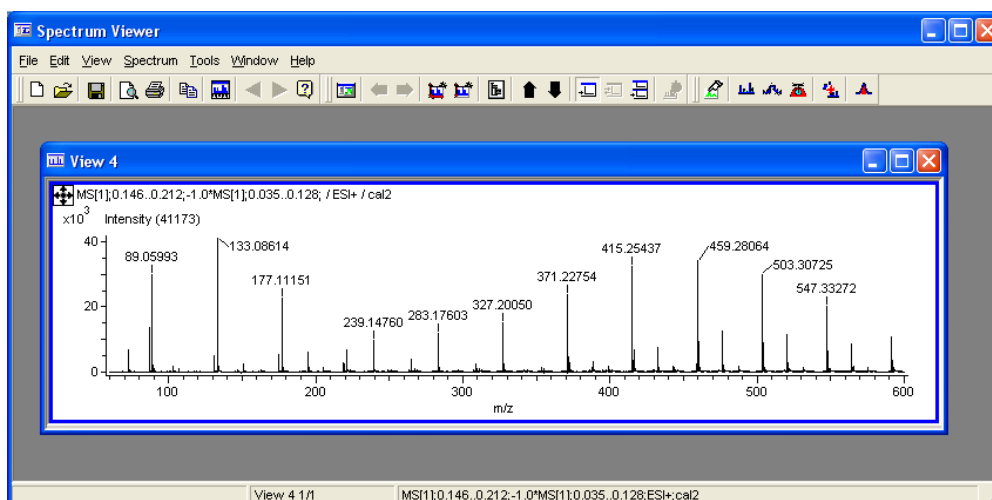 Spectrum Viewer
File Edit View Spectrum Tools Window Help
View 4
MS[1];0.146..0.212;-1.0*MS[1];0.035..0.128; / ESI+ / cal2
x10^3 Intensity (41173)
40
20
0
89.05993
133.08614
177.11151
239.14760
283.17603
327.20050
371.22754
415.25437
459.28064
503.30725
547.33272
100 200 300 400 500 600
m/z
View 4 1/1 MS[1];0.146..0.212;-1.0*MS[1];0.035..0.128;ESI+;cal2